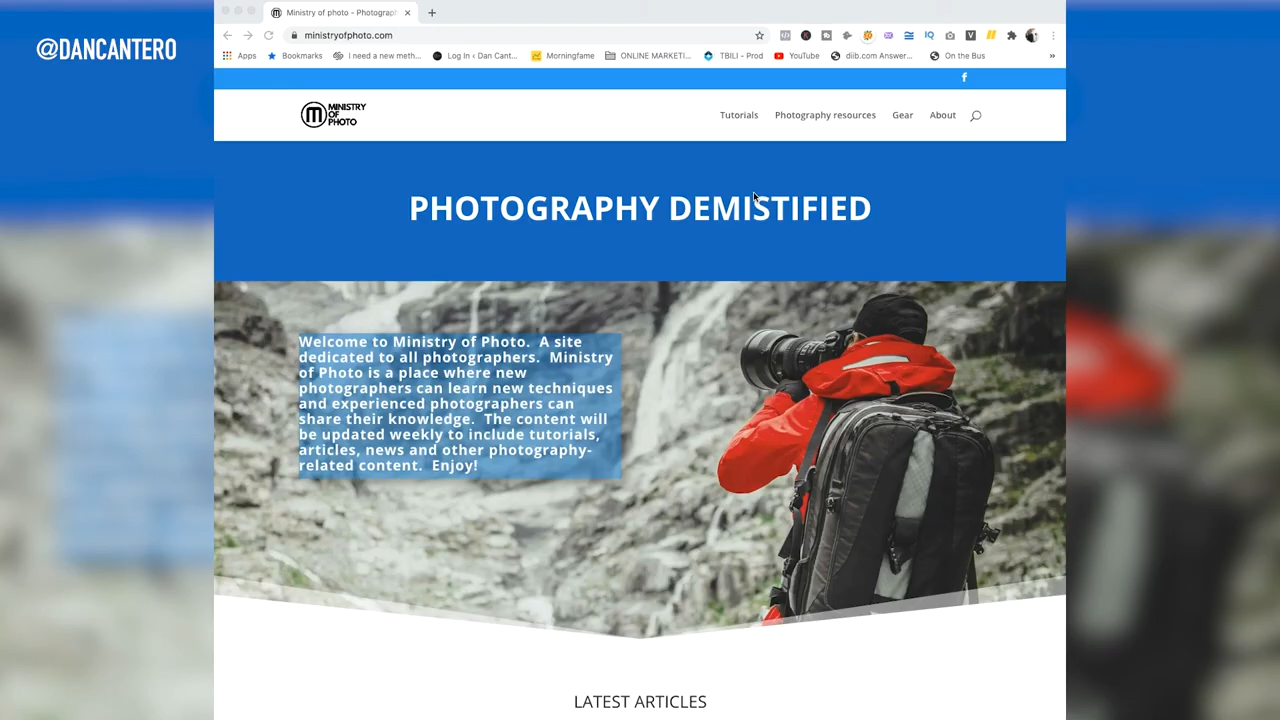 @DANCANTERO
Ministry of photo - Photograp
ministryofphoto.com
Apps
Bookmarks
I need a new meth...
Log In ‹ Dan Cant...
Morningfame
ONLINE MARKETI...
TBILI - Prod
YouTube
diib.com Answer...
On the Bus
MINISTRY
OF
PHOTO
Tutorials
Photography resources
Gear
About
PHOTOGRAPHY DEMISTIFIED
Welcome to Ministry of Photo. A site
dedicated to all photographers. Ministry
of Photo is a place where new
photographers can learn new techniques
and experienced photographers can
share their knowledge. The content will
be updated weekly to include tutorials,
articles, news and other photography-
related content. Enjoy!
LATEST ARTICLES